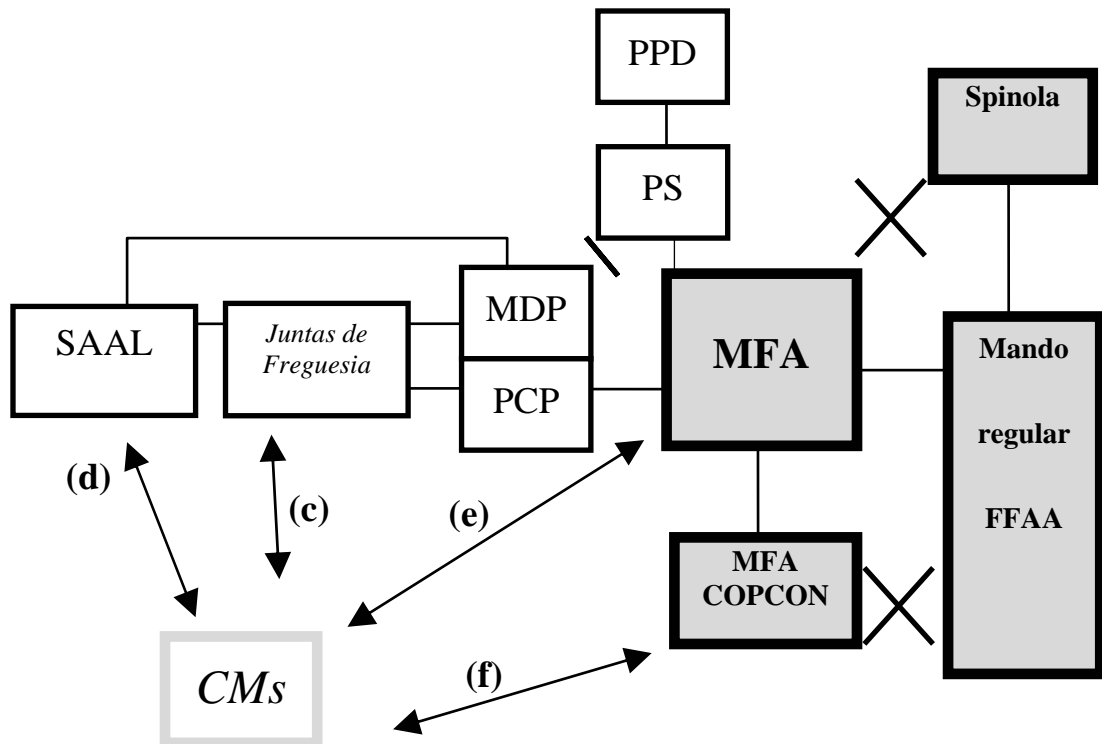 PPD
Spinola
PS
MDP
SAAL
Juntas de
Freguesia
MFA
Mando
regular
FFAA
PCP
(d)
(c)
(e)
MFA
COPCON
(f)
CMs